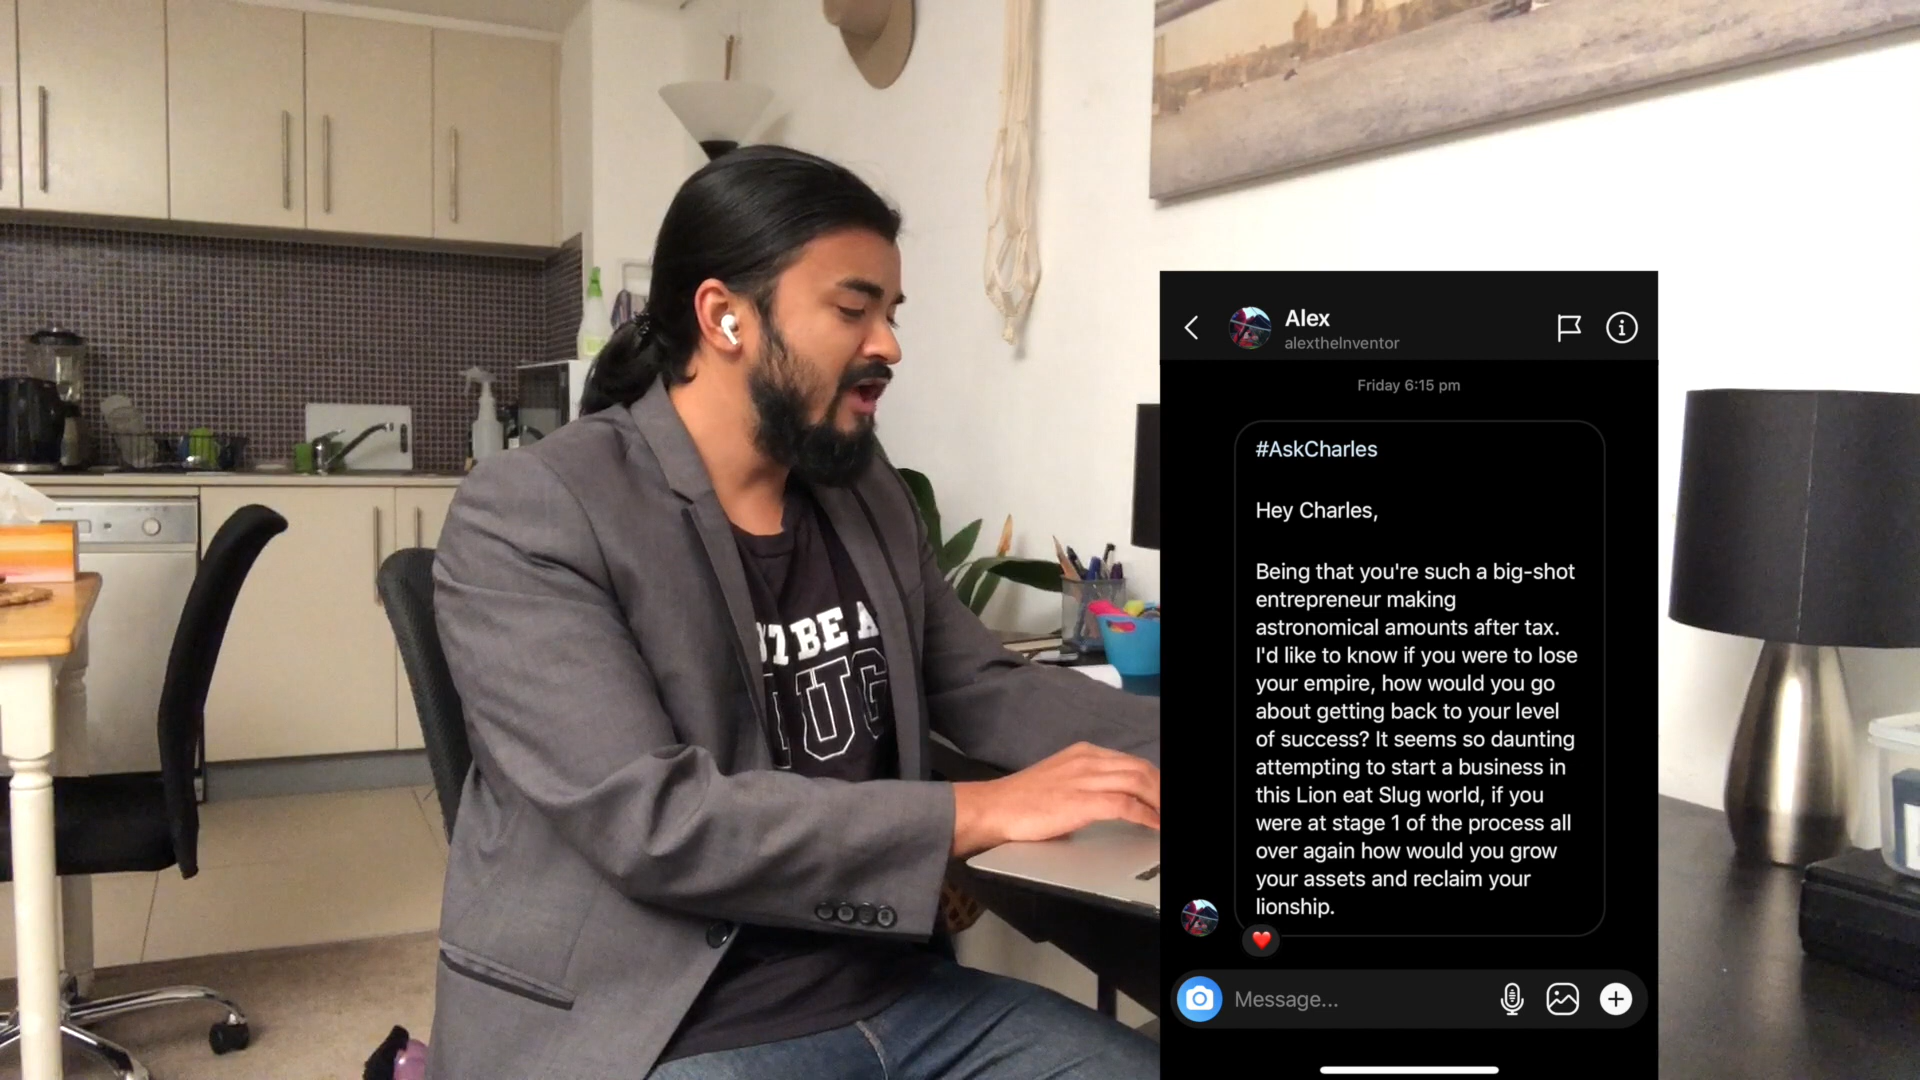 Alex
alextheInventor
Friday 6:15 pm
#AskCharles
Hey Charles,
Being that you're such a big-shot
entrepreneur making
astronomical amounts after tax.
I'd like to know if you were to lose
your empire, how would you go
about getting back to your level
of success? It seems so daunting
attempting to start a business in
this Lion eat Slug world, if you
were at stage 1 of the process all
over again how would you grow
your assets and reclaim your
lionship.
Message...
BE A